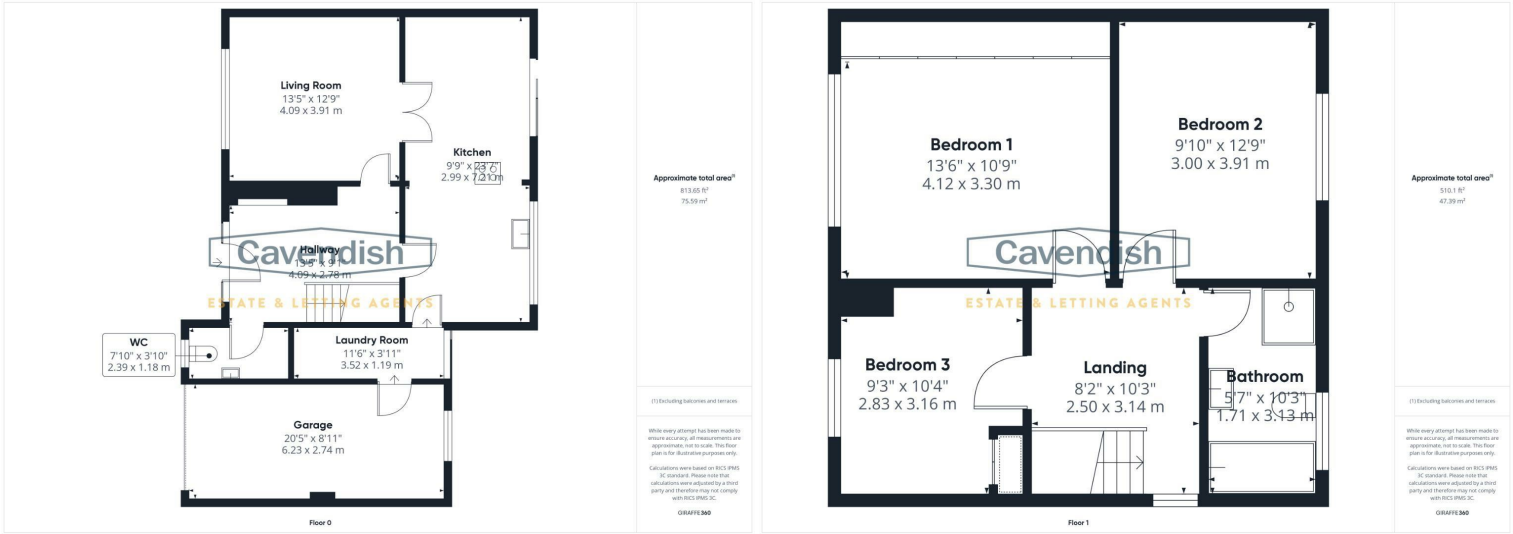 Living Room
13'5" x 12'9"
4.09 x 3.91 m
Kitchen
9'9" x 23'7"
2.99 x 7.21 m
Hallway
13'5" x 9'1"
4.09 x 2.78 m
Cavendish
ESTATE & LETTING AGENTS
WC
7'10" x 3'10"
2.39 x 1.18 m
Laundry Room
11'6" x 3'11"
3.52 x 1.19 m
Garage
20'5" x 8'11"
6.23 x 2.74 m
Floor 0
Approximate total area⁽¹⁾
813.65 ft²
75.59 m²
(1) Excluding balconies and terraces
While every attempt has been made to
ensure accuracy, all measurements are
approximate, not to scale. This floor
plan is for illustrative purposes only.
Calculations were based on RICS IPMS
3C standard. Please note that
calculations were adjusted by a third
party and therefore may not comply
with RICS IPMS 3C.
GIRAFFE360
Bedroom 1
13'6" x 10'9"
4.12 x 3.30 m
Bedroom 2
9'10" x 12'9"
3.00 x 3.91 m
Cavendish
ESTATE & LETTING AGENTS
Bedroom 3
9'3" x 10'4"
2.83 x 3.16 m
Landing
8'2" x 10'3"
2.50 x 3.14 m
Bathroom
5'7" x 10'3"
1.71 x 3.13 m
Floor 1
Approximate total area⁽¹⁾
510.1 ft²
47.39 m²
(1) Excluding balconies and terraces
While every attempt has been made to
ensure accuracy, all measurements are
approximate, not to scale. This floor
plan is for illustrative purposes only.
Calculations were based on RICS IPMS
3C standard. Please note that
calculations were adjusted by a third
party and therefore may not comply
with RICS IPMS 3C.
GIRAFFE360